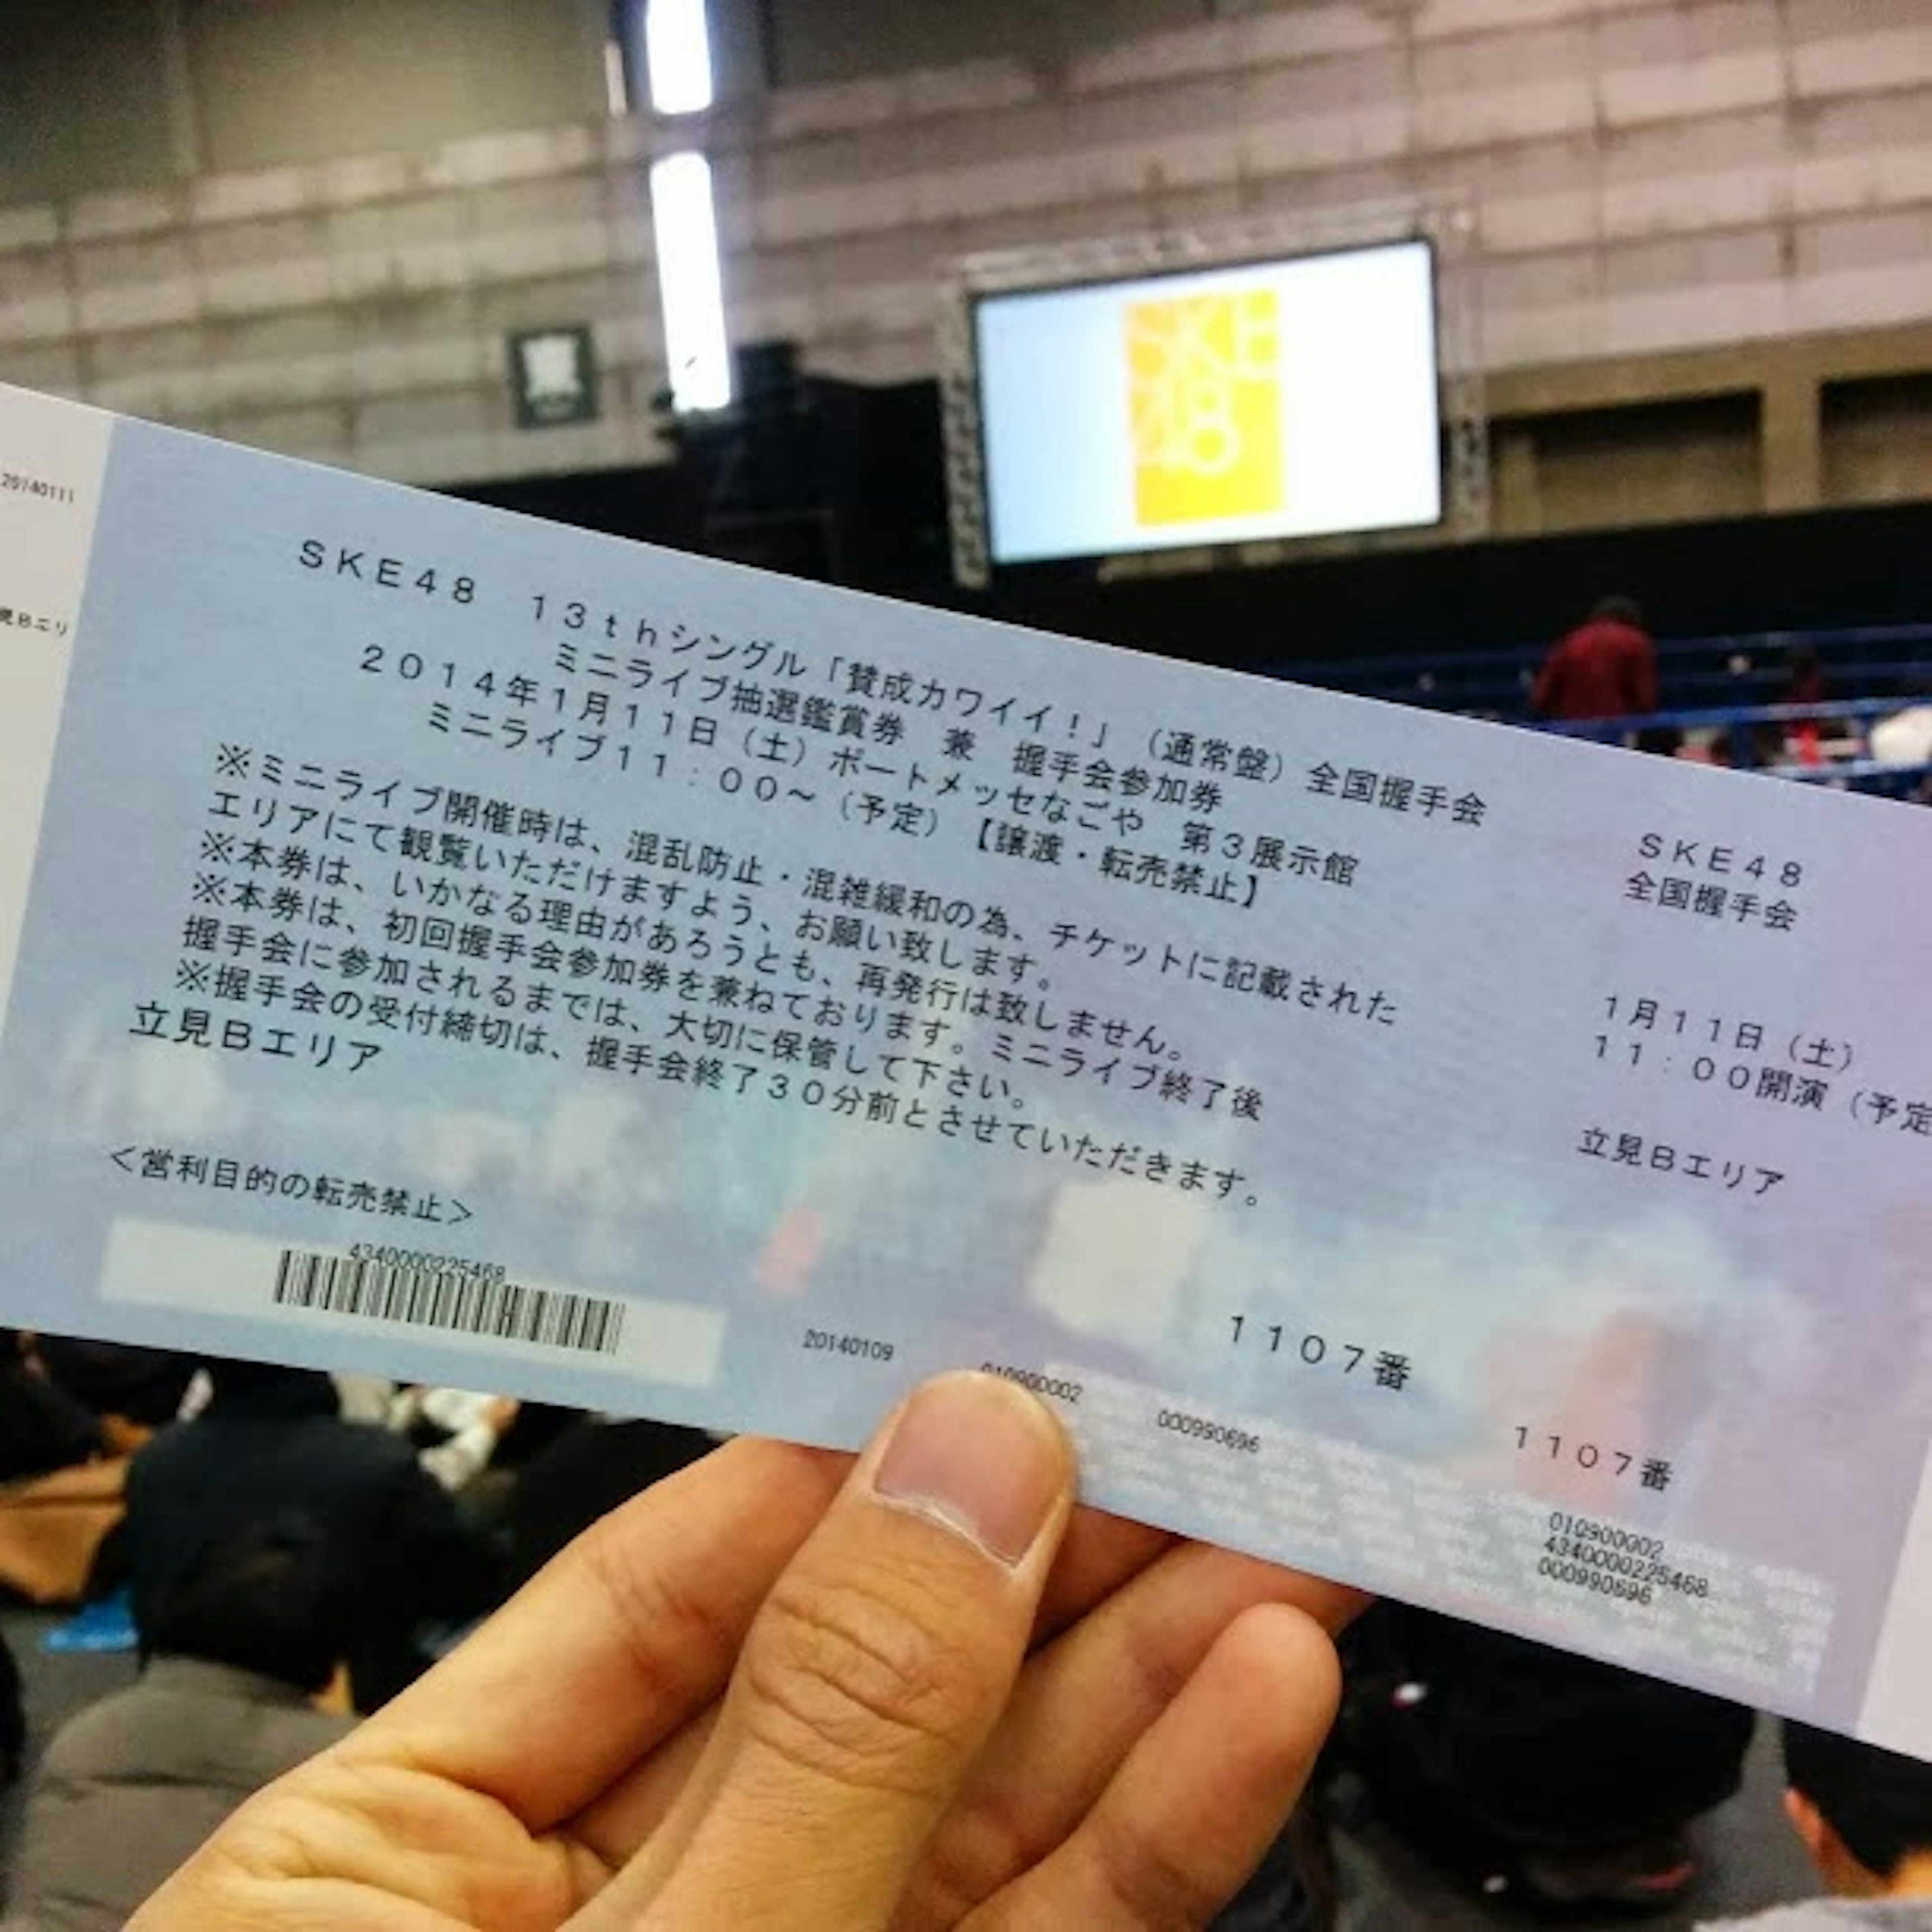 20140111
見Bエリ
SKE
48
SKE48 13thシングル「賛成カワイイ!」(通常盤)全国握手会
ミニライブ抽選鑑賞券 兼 握手会参加券
2014年1月11日(土)ポートメッセなごや 第3展示館
ミニライブ11:00~(予定)【譲渡・転売禁止】
※ミニライブ開催時は、混乱防止・混雑緩和の為、チケットに記載された
エリアにて観覧いただけますよう、お願い致します。
※本券は、いかなる理由があろうとも、再発行は致しません。
※本券は、初回握手会参加券を兼ねております。ミニライブ終了後
握手会に参加されるまでは、大切に保管して下さい。
※握手会の受付締切は、握手会終了30分前とさせていただきます。
立見Bエリア
<営利目的の転売禁止>
4340000225468
20140109
010900002
000990696
1107番
SKE48
全国握手会
1月11日(土)
11:00開演(予定
立見Bエリア
1107番
010900002
4340000225468
000990696